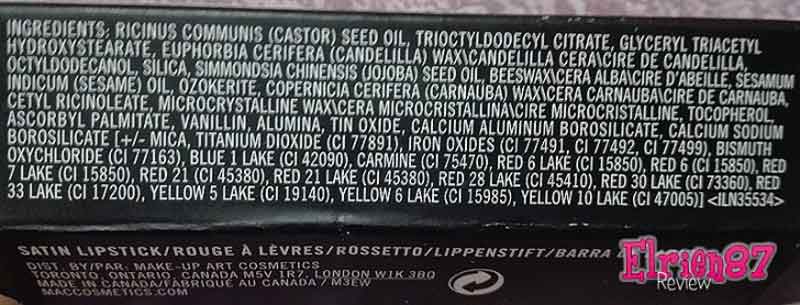 INGREDIENTS: RICINUS COMMUNIS (CASTOR) SEED OIL, TRIOCTYLDODECYL CITRATE, GLYCERYL TRIACETYL
HYDROXYSTEARATE, EUPHORBIA CERIFERA (CANDELILLA) WAX\CANDELILLA CERA\CIRE DE CANDELILLA,
OCTYLDODECANOL, SILICA, SIMMONDSIA CHINENSIS (JOJOBA) SEED OIL, BEESWAX\CERA ALBA\CIRE D'ABEILLE, SESAMUM
INDICUM (SESAME) OIL, OZOKERITE, COPERNICIA CERIFERA (CARNAUBA) WAX\CERA CARNAUBA\CIRE DE CARNAUBA,
CETYL RICINOLEATE, MICROCRYSTALLINE WAX\CERA MICROCRISTALLINA\CIRE MICROCRISTALLINE, TOCOPHEROL,
ASCORBYL PALMITATE, VANILLIN, ALUMINA, TIN OXIDE, CALCIUM ALUMINUM BOROSILICATE, CALCIUM SODIUM
BOROSILICATE [+/- MICA, TITANIUM DIOXIDE (CI 77891), IRON OXIDES (CI 77491, CI 77492, CI 77499), BISMUTH
OXYCHLORIDE (CI 77163), BLUE 1 LAKE (CI 42090), CARMINE (CI 75470), RED 6 LAKE (CI 15850), RED 6 (CI 15850), RED
7 LAKE (CI 15850), RED 21 (CI 45380), RED 21 LAKE (CI 45380), RED 28 LAKE (CI 45410), RED 30 LAKE (CI 73360), RED
33 LAKE (CI 17200), YELLOW 5 LAKE (CI 19140), YELLOW 6 LAKE (CI 15985), YELLOW 10 LAKE (CI 47005)] <ILN35534>
SATIN LIPSTICK/ROUGE À LÈVRES/ROSSETTO/LIPPENSTIFT/BARRA
DIST. BY/PAR: MAKE-UP ART COSMETICS
TORONTO, ONTARIO, CANADA M5V 1R7, LONDON W1K 3BQ
MADE IN CANADA/FABRIQUÉ AU CANADA / M3EW
MACCOSMETICS.COM
Elrien87
Review